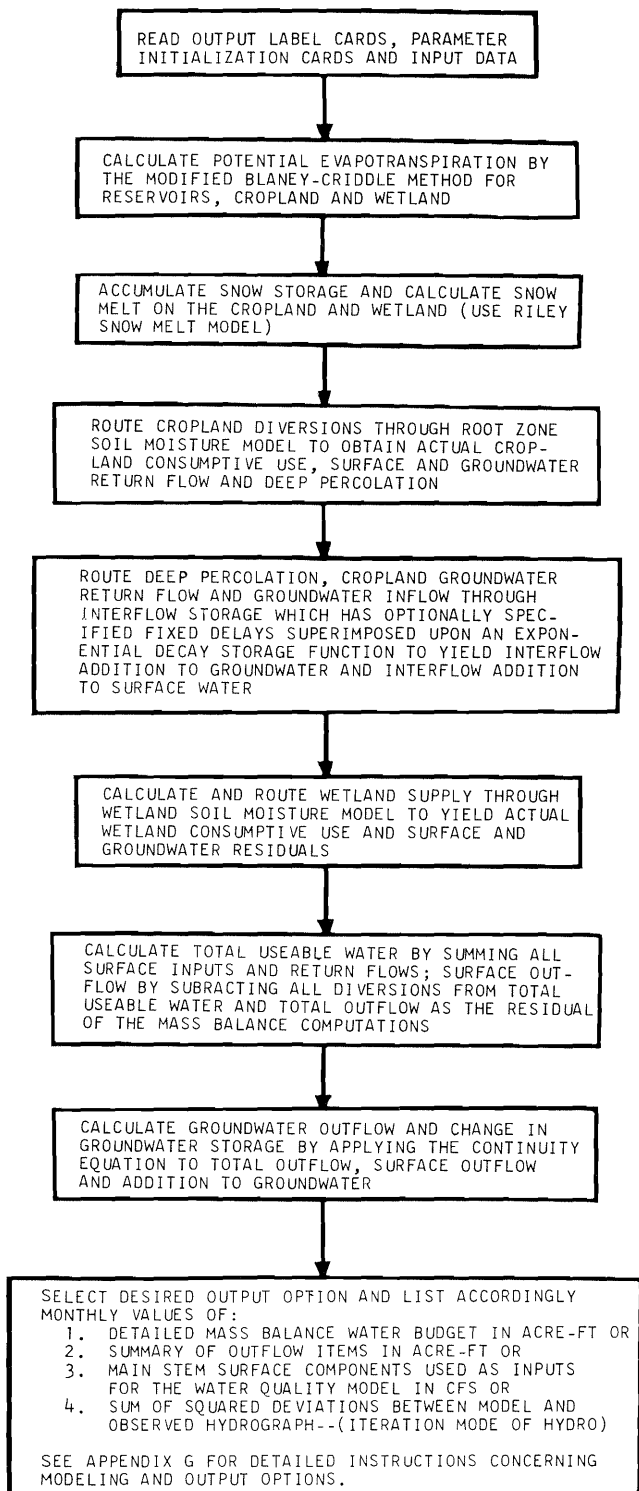 READ OUTPUT LABEL CARDS, PARAMETER
INITIALIZATION CARDS AND INPUT DATA
CALCULATE POTENTIAL EVAPOTRANSPIRATION BY
THE MODIFIED BLANEY-CRIDDLE METHOD FOR
RESERVOIRS, CROPLAND AND WETLAND
ACCUMULATE SNOW STORAGE AND CALCULATE SNOW
MELT ON THE CROPLAND AND WETLAND (USE RILEY
SNOW MELT MODEL)
ROUTE CROPLAND DIVERSIONS THROUGH ROOT ZONE
SOIL MOISTURE MODEL TO OBTAIN ACTUAL CROP-
LAND CONSUMPTIVE USE, SURFACE AND GROUNDWATER
RETURN FLOW AND DEEP PERCOLATION
ROUTE DEEP PERCOLATION, CROPLAND GROUNDWATER
RETURN FLOW AND GROUNDWATER INFLOW THROUGH
INTERFLOW STORAGE WHICH HAS OPTIONALLY SPEC-
IFIED FIXED DELAYS SUPERIMPOSED UPON AN EXPON-
ENTIAL DECAY STORAGE FUNCTION TO YIELD INTERFLOW
ADDITION TO GROUNDWATER AND INTERFLOW ADDITION
TO SURFACE WATER
CALCULATE AND ROUTE WETLAND SUPPLY THROUGH
WETLAND SOIL MOISTURE MODEL TO YIELD ACTUAL
WETLAND CONSUMPTIVE USE AND SURFACE AND
GROUNDWATER RESIDUALS
CALCULATE TOTAL USEABLE WATER BY SUMMING ALL
SURFACE INPUTS AND RETURN FLOWS; SURFACE OUT-
FLOW BY SUBRACTING ALL DIVERSIONS FROM TOTAL
USEABLE WATER AND TOTAL OUTFLOW AS THE RESIDUAL
OF THE MASS BALANCE COMPUTATIONS
CALCULATE GROUNDWATER OUTFLOW AND CHANGE IN
GROUNDWATER STORAGE BY APPLYING THE CONTINUITY
EQUATION TO TOTAL OUTFLOW, SURFACE OUTFLOW
AND ADDITION TO GROUNDWATER
SELECT DESIRED OUTPUT OPTION AND LIST ACCORDINGLY
MONTHLY VALUES OF:
1. DETAILED MASS BALANCE WATER BUDGET IN ACRE-FT OR
2. SUMMARY OF OUTFLOW ITEMS IN ACRE-FT OR
3. MAIN STEM SURFACE COMPONENTS USED AS INPUTS
FOR THE WATER QUALITY MODEL IN CFS OR
4. SUM OF SQUARED DEVIATIONS BETWEEN MODEL AND
OBSERVED HYDROGRAPH--(ITERATION MODE OF HYDRO)
SEE APPENDIX G FOR DETAILED INSTRUCTIONS CONCERNING
MODELING AND OUTPUT OPTIONS.